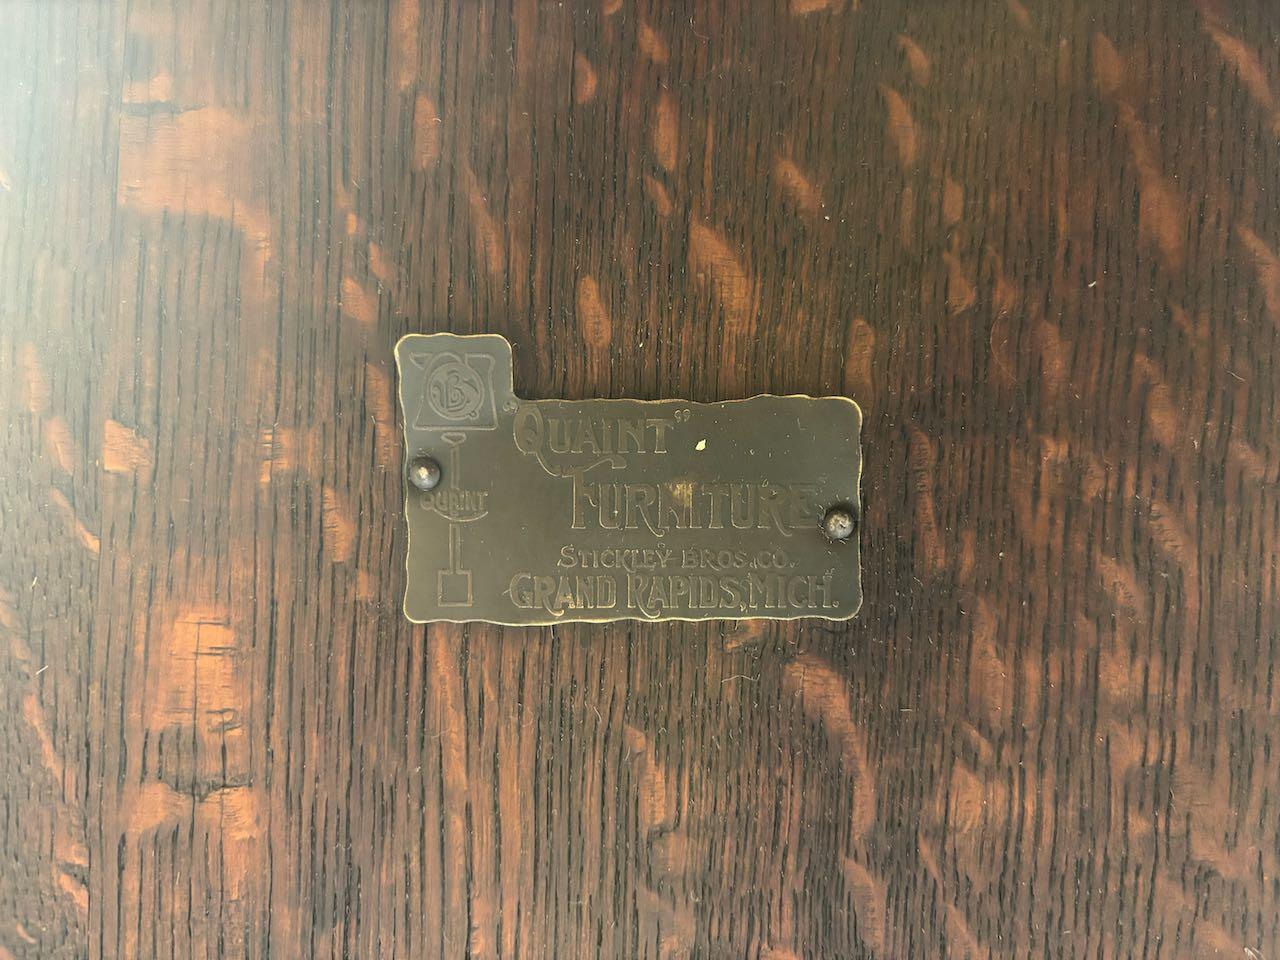 "QUAINT"
FURNITURE
STICKLEY BROS. CO.
GRAND RAPIDS, MICH.
QUAINT